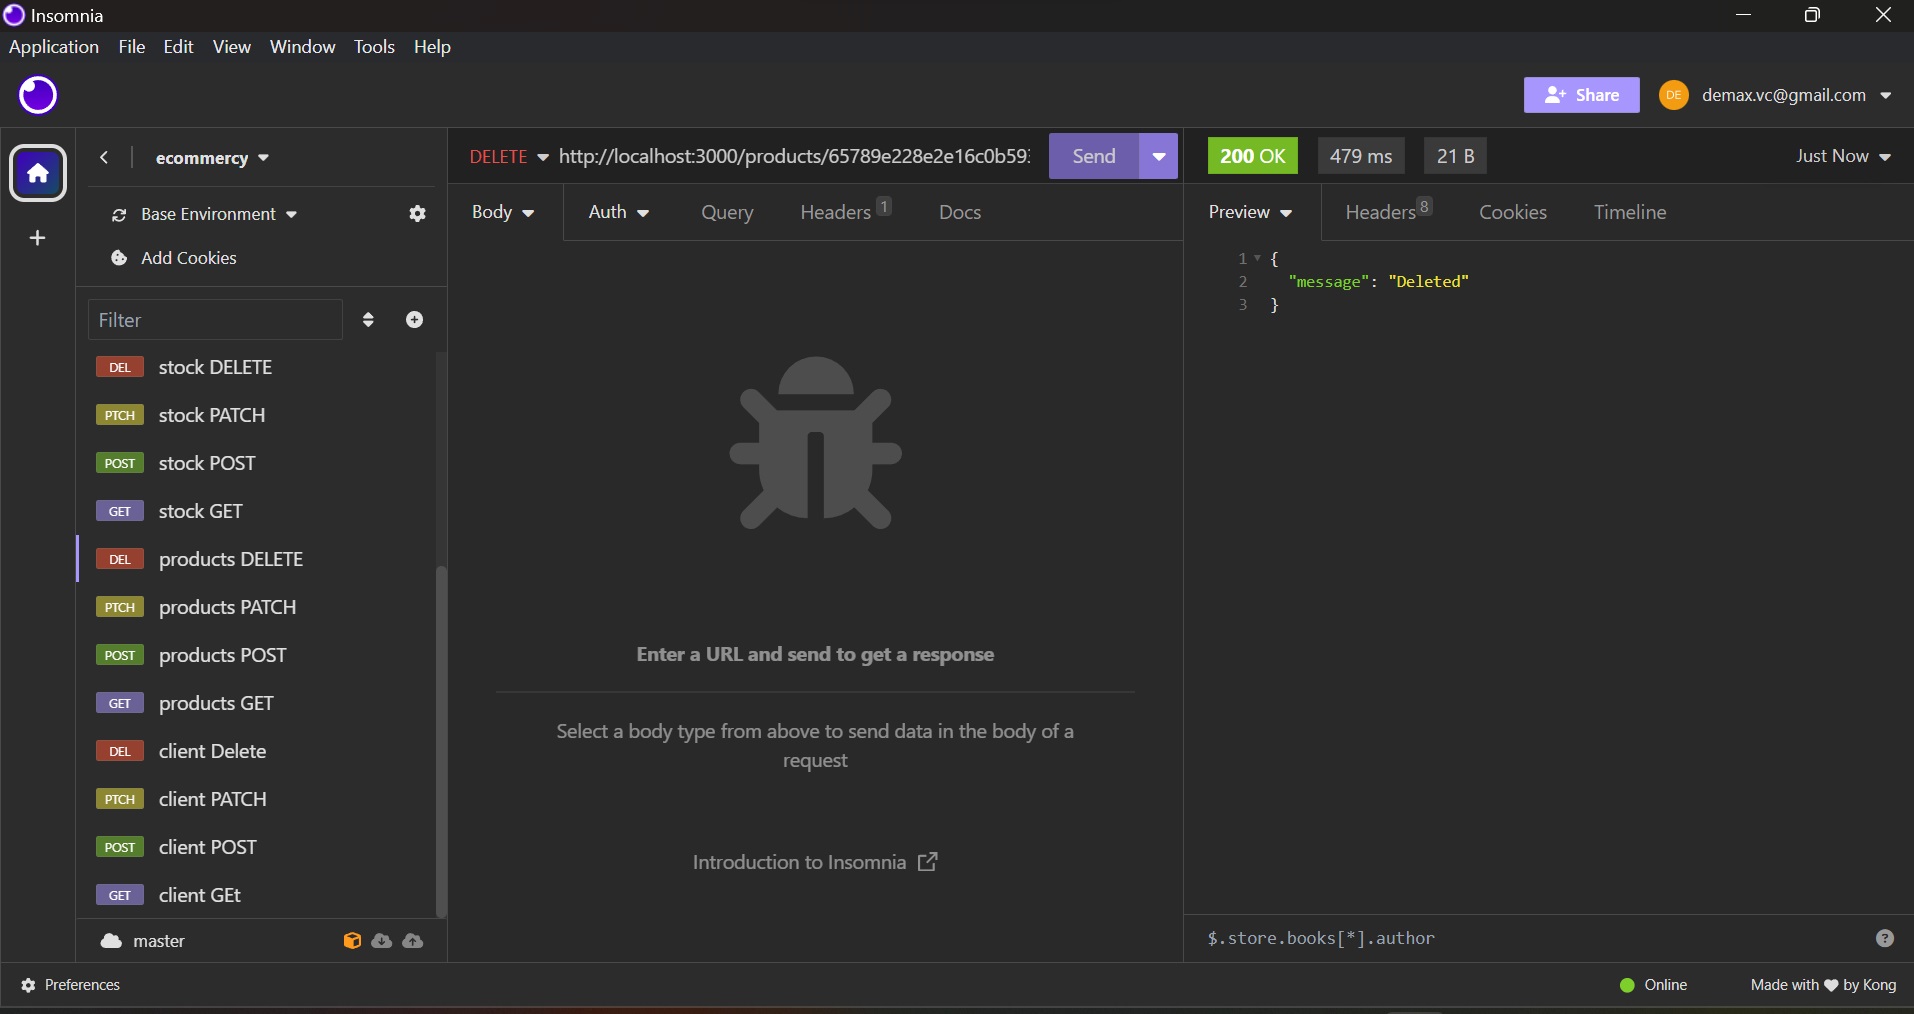 Insomnia
Application File Edit View Window Tools Help
Share DE demax.vc@gmail.com
ecommercy
Base Environment
Add Cookies
Filter
DEL stock DELETE
PTCH stock PATCH
POST stock POST
GET stock GET
DEL products DELETE
PTCH products PATCH
POST products POST
GET products GET
DEL client Delete
PTCH client PATCH
POST client POST
GET client GEt
master
DELETE http://localhost:3000/products/65789e228e2e16c0b59 Send
Body Auth Query Headers 1 Docs
Enter a URL and send to get a response
Select a body type from above to send data in the body of a
request
Introduction to Insomnia
200 OK 479 ms 21 B Just Now
Preview Headers 8 Cookies Timeline
1 {
2 "message": "Deleted"
3 }
$.store.books[*].author ?
Preferences Online Made with ❤ by Kong